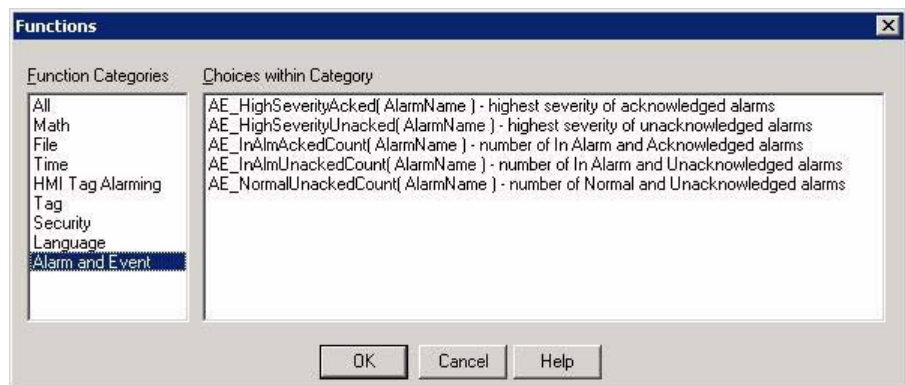 Functions
Function Categories
All
Math
File
Time
HMI Tag Alarming
Tag
Security
Language
Alarm and Event
Choices within Category
AE_HighSeverityAcked( AlarmName ) - highest severity of acknowledged alarms
AE_HighSeverityUnacked( AlarmName ) - highest severity of unacknowledged alarms
AE_InAlmAckedCount( AlarmName ) - number of In Alarm and Acknowledged alarms
AE_InAlmUnackedCount( AlarmName ) - number of In Alarm and Unacknowledged alarms
AE_NormalUnackedCount( AlarmName ) - number of Normal and Unacknowledged alarms
OK
Cancel
Help